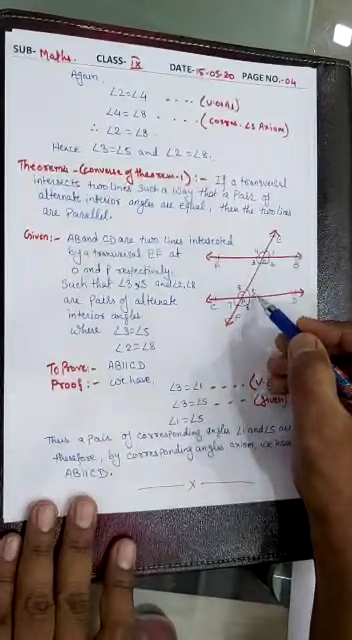 SUB- Maths. CLASS- IX DATE- 15-05-20 PAGE NO.-04
Again,
∠2=∠4 .... (V.O.A's)
∠4=∠8 .... (Corres. ∠s Axiom)
∴ ∠2=∠8.
Hence ∠3=∠5 and ∠2=∠8.
Theorem- (Converse of theorem-1) :- If a transversal
intersects two lines such a way that a pair of
alternate interior angles are equal, then the two lines
are Parallel.
Given:- AB and CD are two lines intersected
by a transversal EF at
O and P respectively.
Such that ∠3,∠5 and ∠2,∠8
are pairs of alternate
interior angles
where ∠3=∠5
∠2=∠8
E
A
B
C
D
F
To Prove:- AB||CD
Proof:- we have,
∠3=∠1 .... (V.
∠3=∠5 .... (given)
∠1=∠5
Thus a pair of corresponding angles ∠1 and ∠5 are
therefore, by corresponding angles axiom, we have
AB||CD.
x